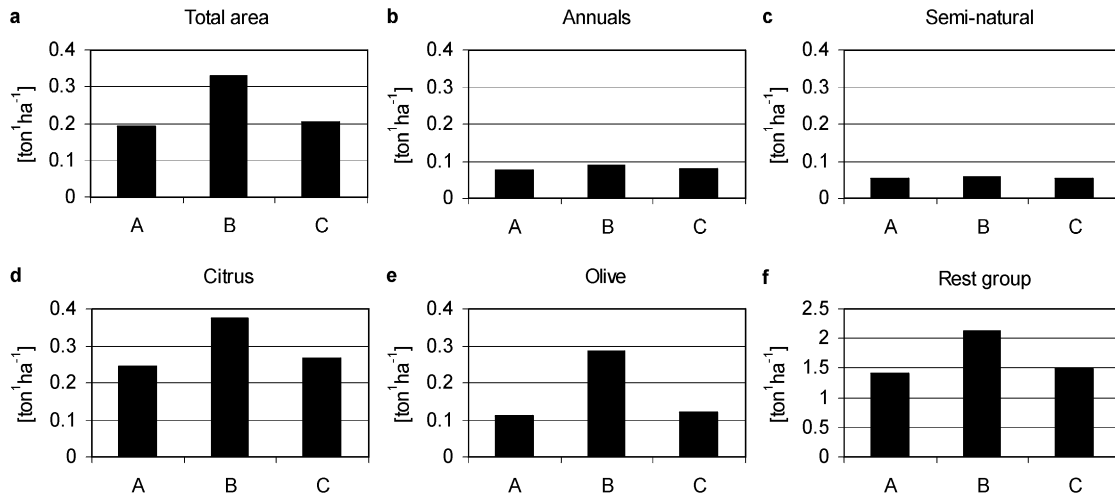 a Total area
0.4
0.3
0.2
0.1
0
[ton¹ha⁻¹]
A B C
b Annuals
0.4
0.3
0.2
0.1
0
[ton¹ha⁻¹]
A B C
c Semi-natural
0.4
0.3
0.2
0.1
0
[ton¹ha⁻¹]
A B C
d Citrus
0.4
0.3
0.2
0.1
0
[ton¹ha⁻¹]
A B C
e Olive
0.4
0.3
0.2
0.1
0
[ton¹ha⁻¹]
A B C
f Rest group
2.5
2
1.5
1
0.5
0
[ton¹ha⁻¹]
A B C